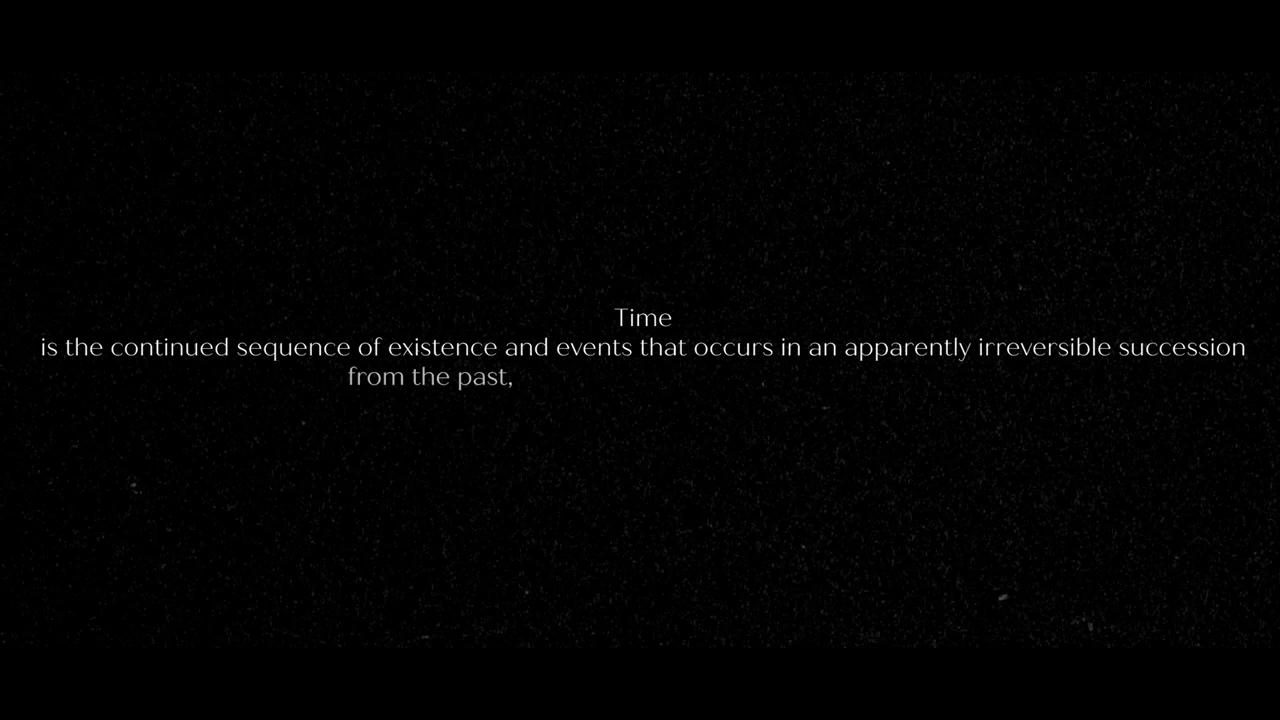 Time
is the continued sequence of existence and events that occurs in an apparently irreversible succession
from the past,